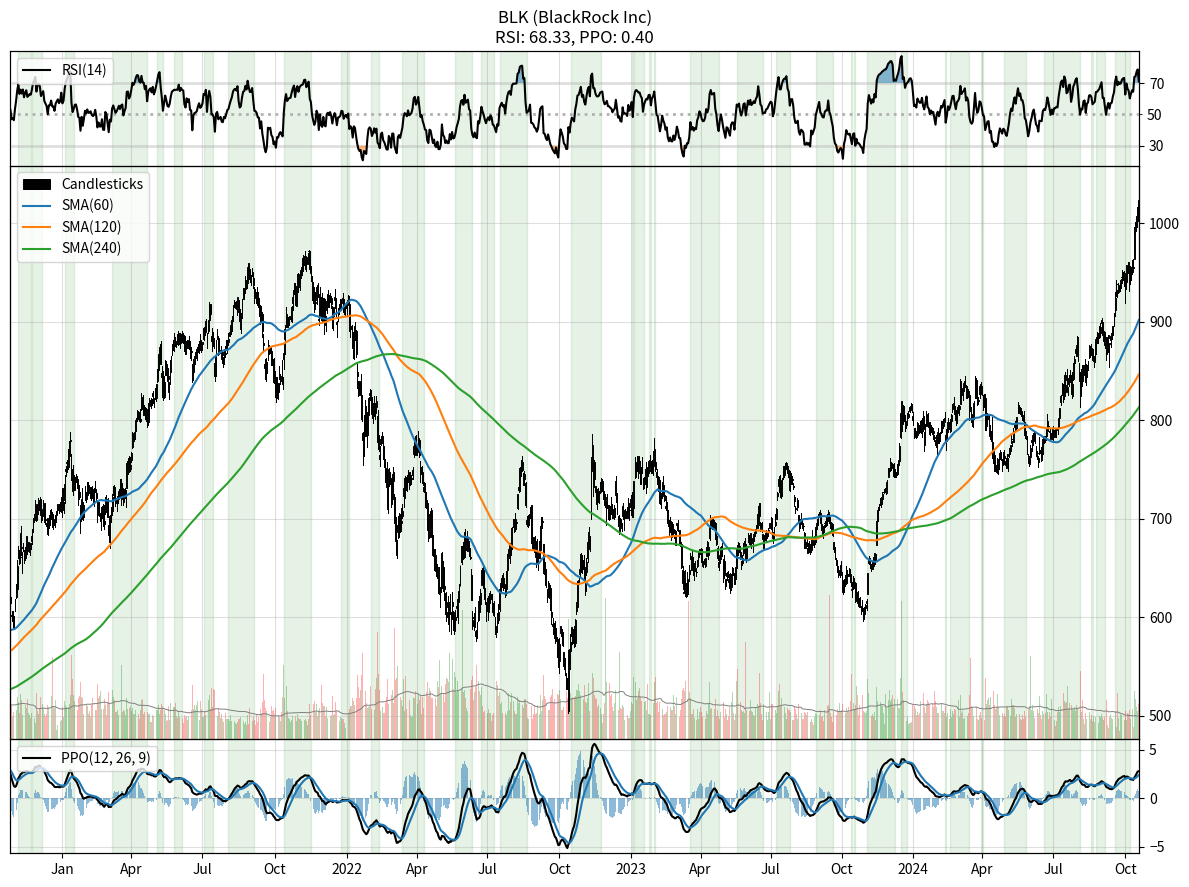 BLK (BlackRock Inc)
RSI: 68.33, PPO: 0.40
RSI(14)
70
50
30
Candlesticks
SMA(60)
SMA(120)
SMA(240)
1000
900
800
700
600
500
PPO(12, 26, 9)
5
0
−5
Jan Apr Jul Oct 2022 Apr Jul Oct 2023 Apr Jul Oct 2024 Apr Jul Oct